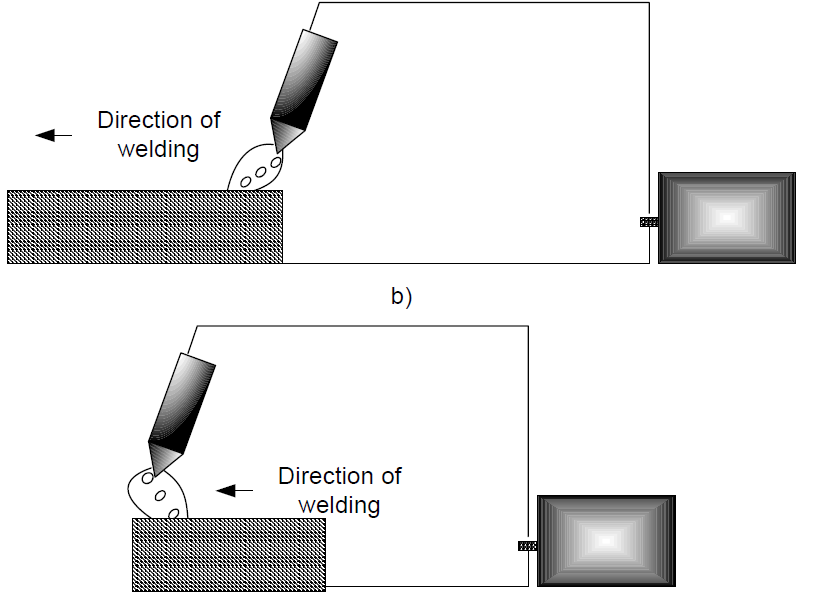 Direction of
welding
b)
Direction of
welding